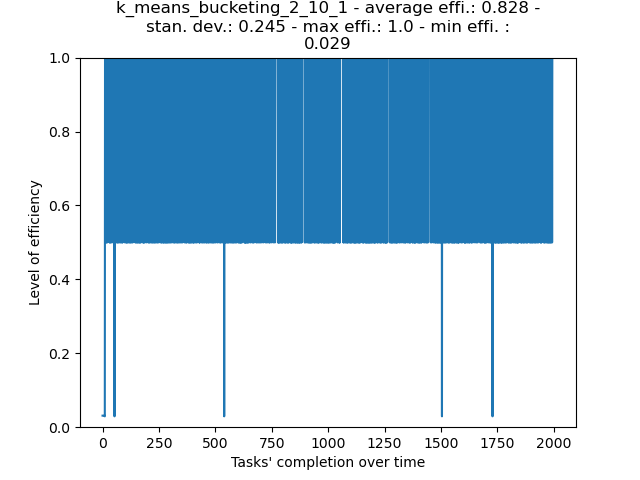 k_means_bucketing_2_10_1 - average effi.: 0.828 -
stan. dev.: 0.245 - max effi.: 1.0 - min effi. :
0.029
1.0
0.8
0.6
0.4
0.2
0.0
Level of efficiency
0 250 500 750 1000 1250 1500 1750 2000
Tasks' completion over time